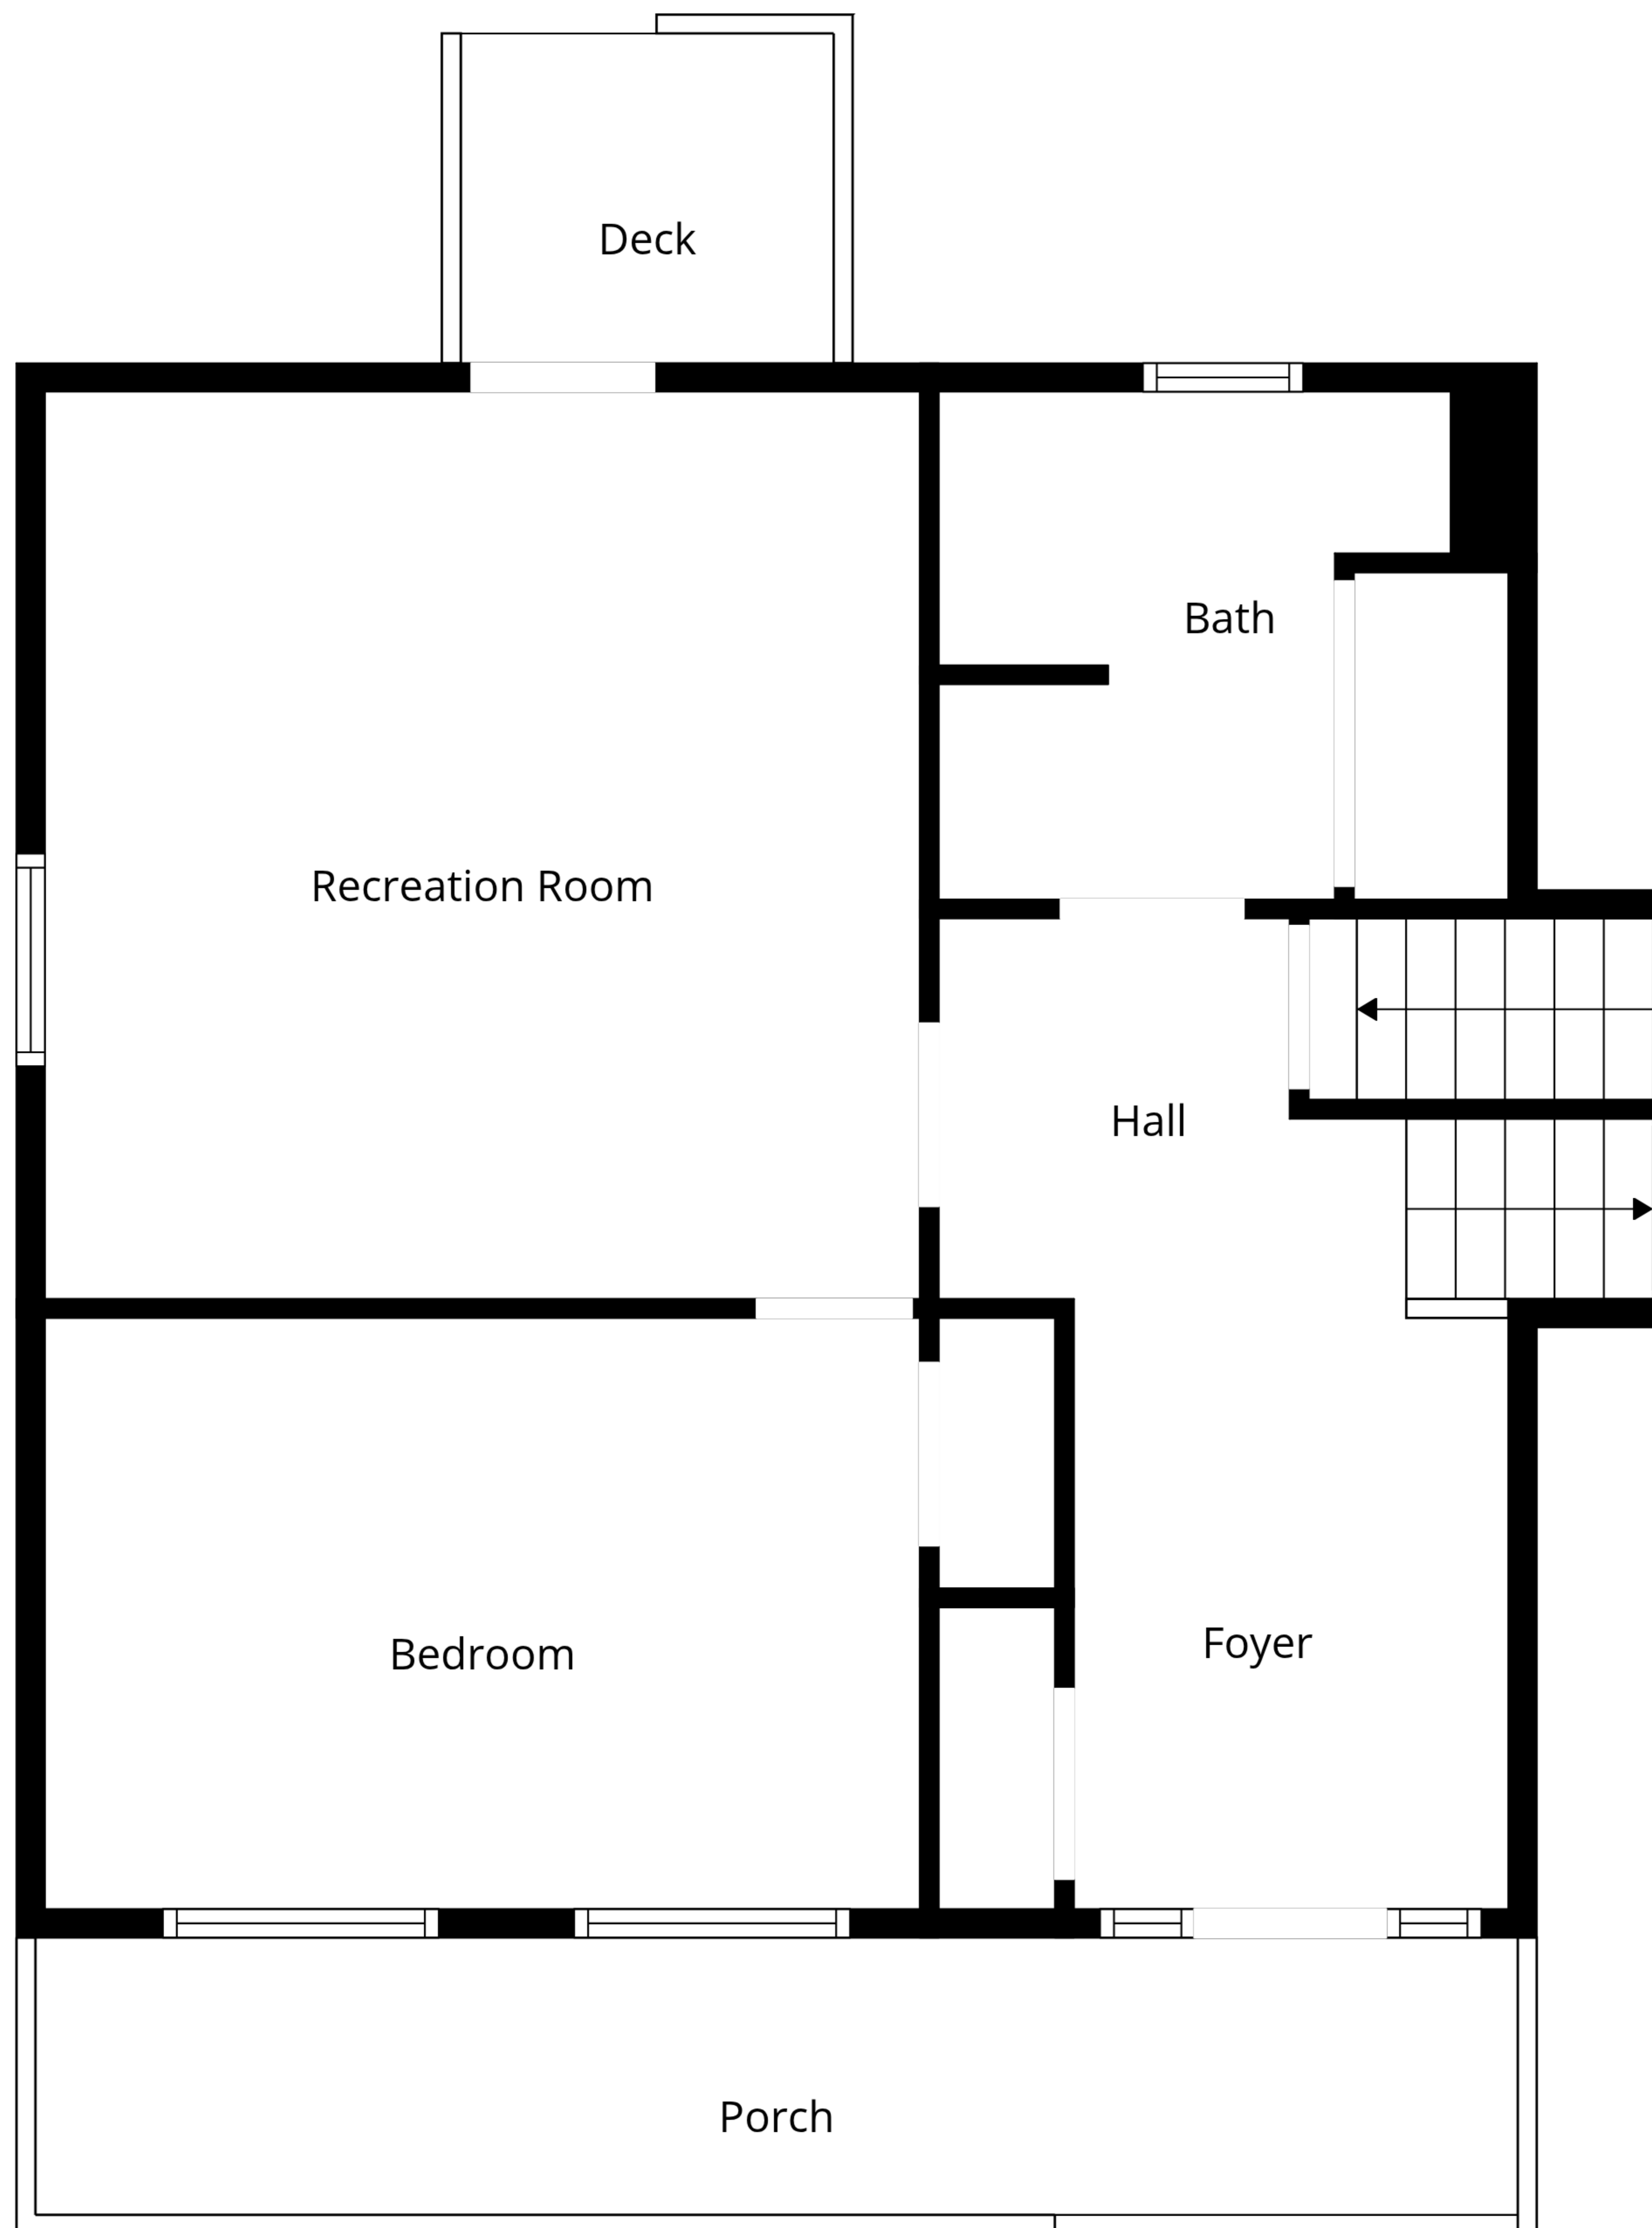 Deck
Bath
Recreation Room
Hall
Foyer
Bedroom
Porch